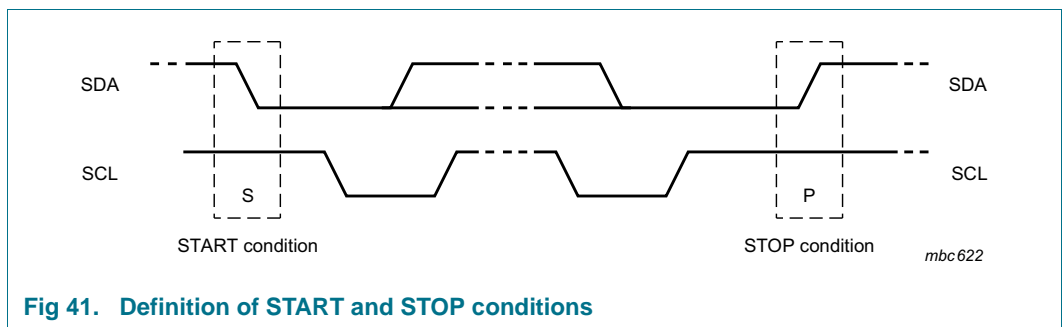 SDA
SDA
SCL
SCL
S
P
START condition
STOP condition
mbc622
Fig 41. Definition of START and STOP conditions